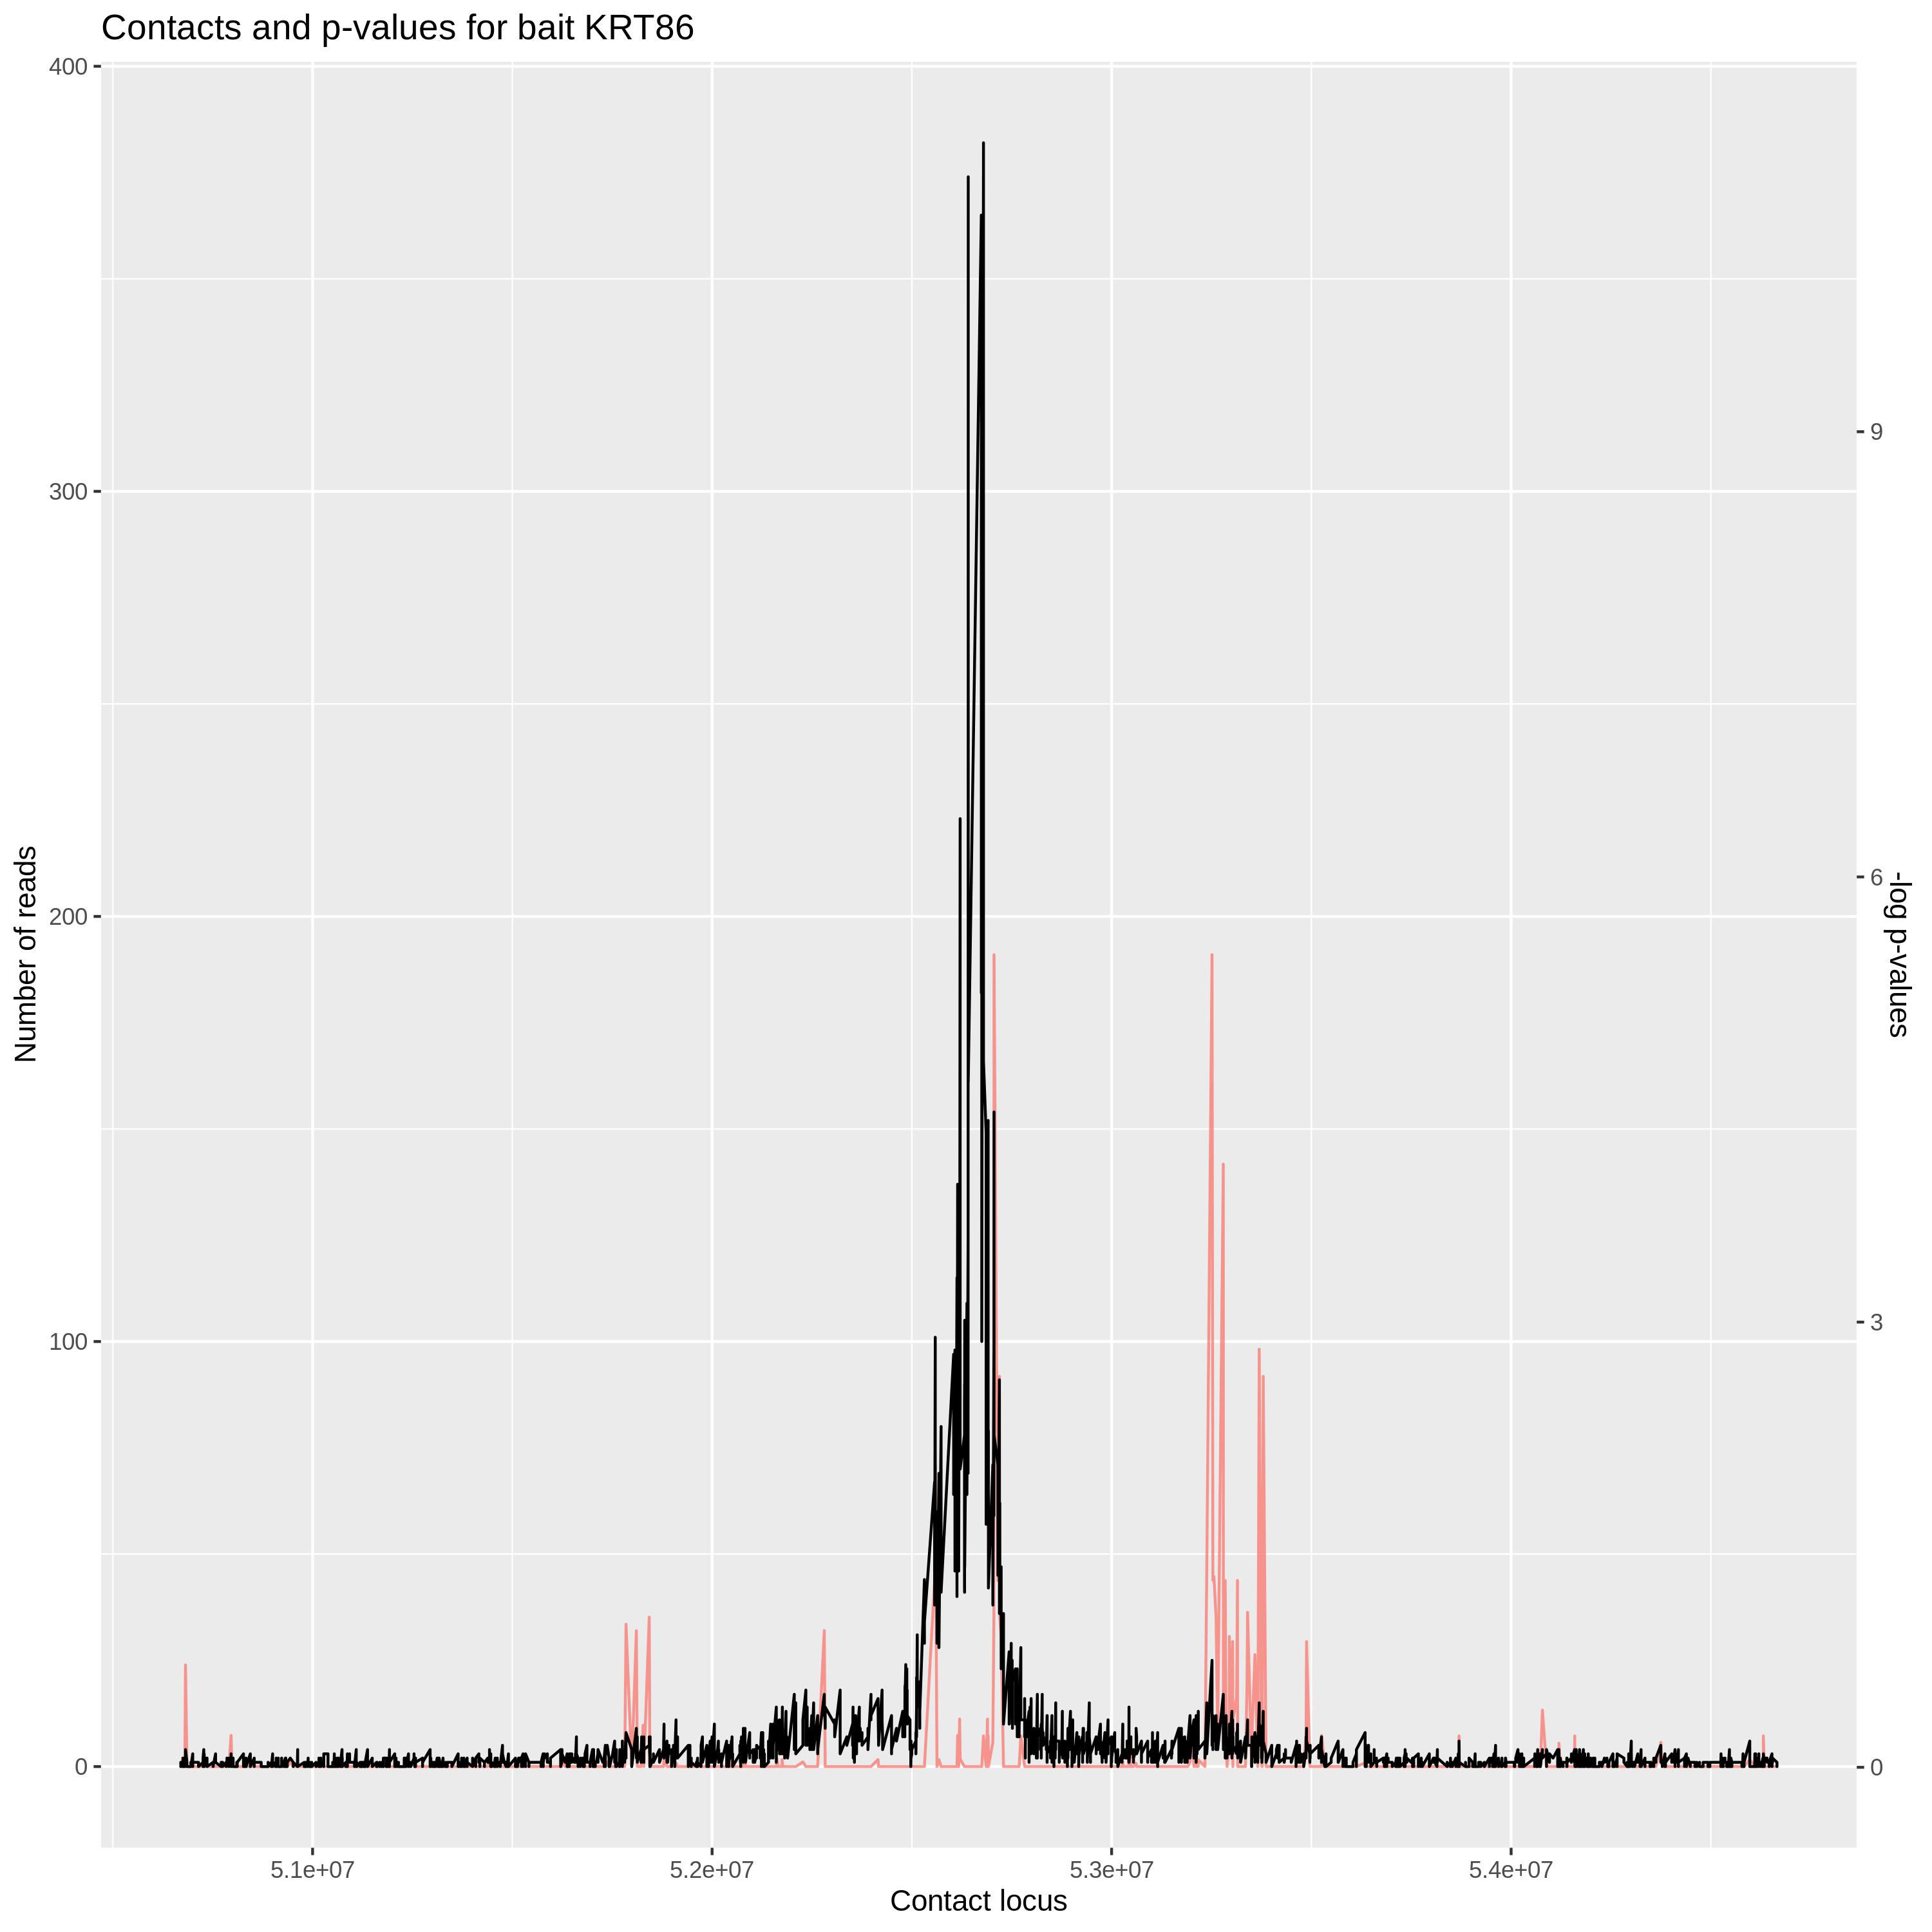 Contacts and p-values for bait KRT86
400
300
200
100
0
Number of reads
9
6
3
0
-log p-values
5.1e+07
5.2e+07
5.3e+07
5.4e+07
Contact locus